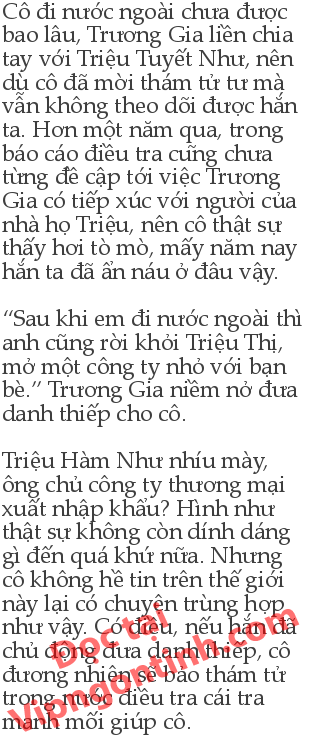 Cô đi nước ngoài chưa được
bao lâu, Trương Gia liền chia
tay với Triệu Tuyết Như, nên
dù cô đã mời thám tử tư mà
vẫn không theo dõi được hắn
ta. Hơn một năm qua, trong
báo cáo điều tra cũng chưa
từng đề cập tới việc Trương
Gia có tiếp xúc với người của
nhà họ Triệu, nên cô thật sự
thấy hơi tò mò, mấy năm nay
hắn ta đã ẩn náu ở đâu vậy.
“Sau khi em đi nước ngoài thì
anh cũng rời khỏi Triệu Thị,
mở một công ty nhỏ với bạn
bè.” Trương Gia niềm nở đưa
danh thiếp cho cô.
Triệu Hàm Như nhíu mày,
ông chủ công ty thương mại
xuất nhập khẩu? Hình như
thật sự không còn dính dáng
gì đến quá khứ nữa. Nhưng
cô không hề tin trên thế giới
này lại có chuyện trùng hợp
như vậy. Có điều, nếu hắn đã
chủ động đưa danh thiếp, cô
đương nhiên sẽ bảo thám tử
trong nước điều tra cái tra
manh mối giúp cô.
Đọc tại
Vipngontinh.com